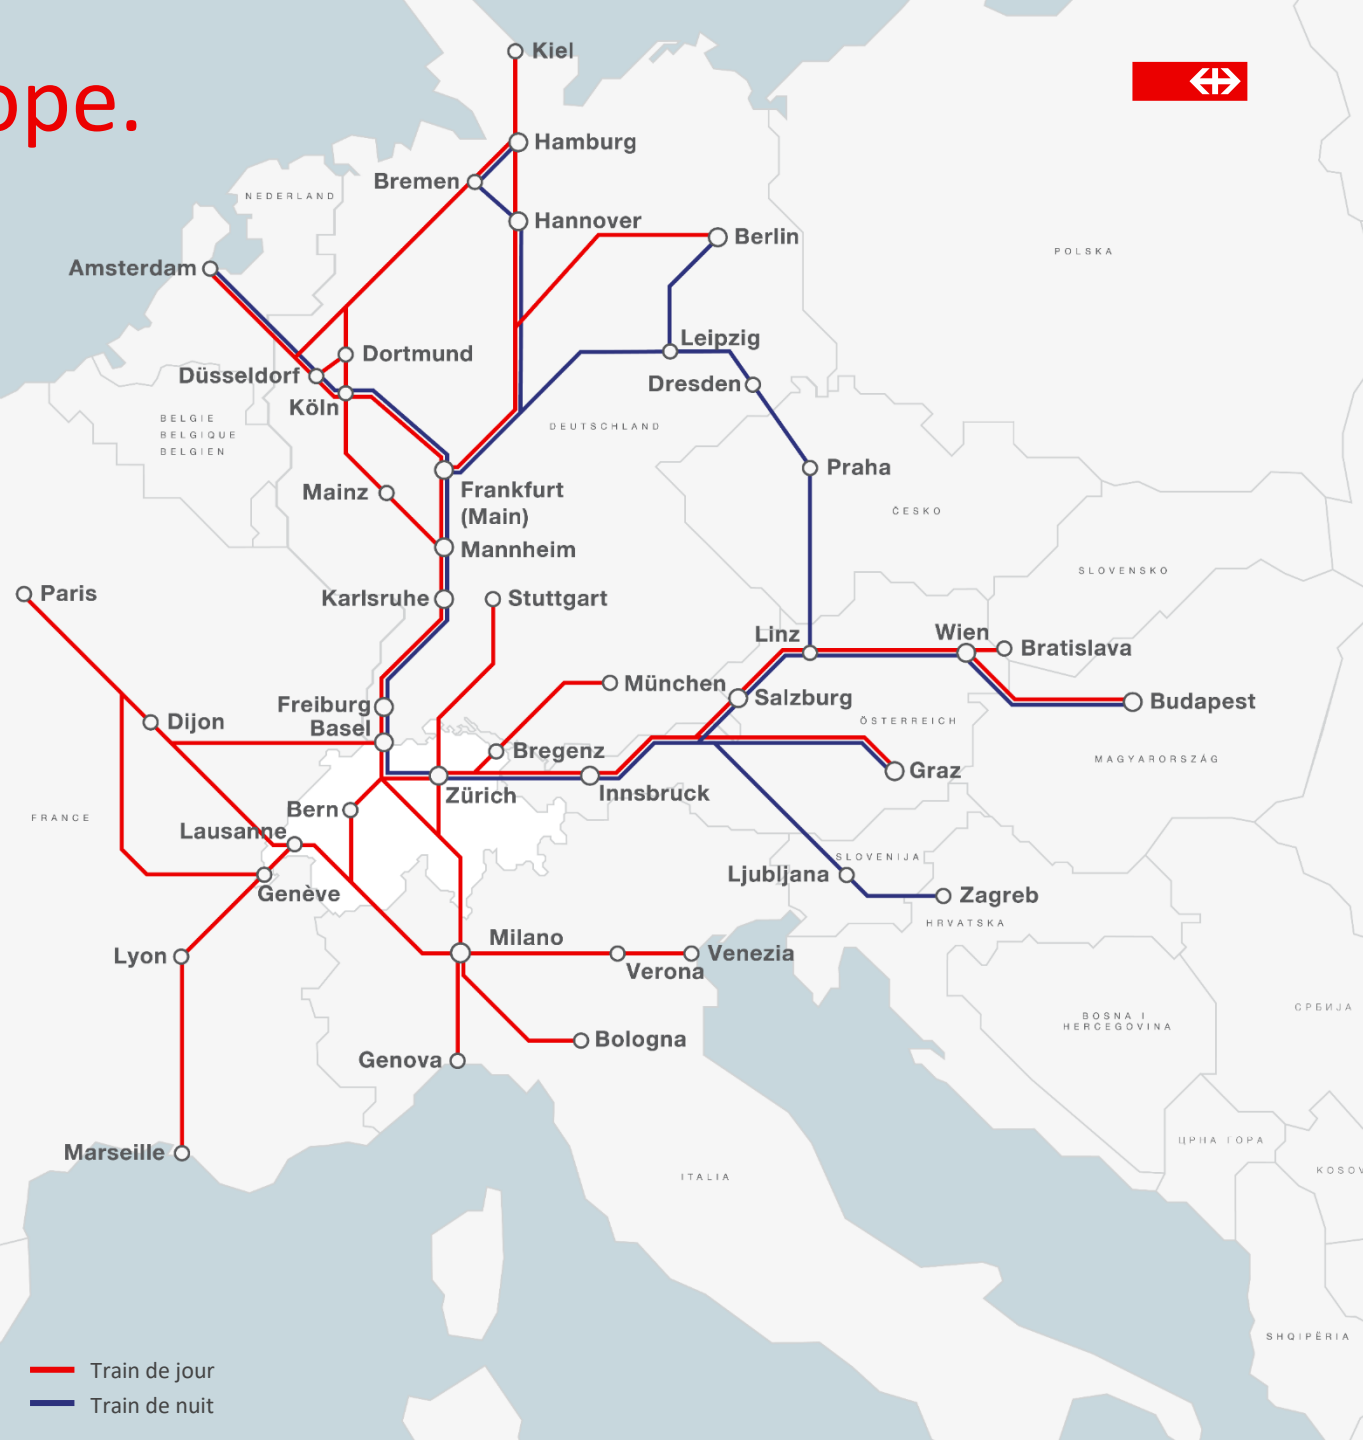 ope.
Kiel
Hamburg
Bremen
NEDERLAND
Hannover
Berlin
POLSKA
Amsterdam
Leipzig
Dortmund
Düsseldorf
Dresden
Köln
BELGIE
BELGIQUE
BELGIEN
DEUTSCHLAND
Praha
Mainz
Frankfurt
(Main)
ČESKO
Mannheim
SLOVENSKO
Paris
Karlsruhe
Stuttgart
Linz
Wien
Bratislava
München
Salzburg
Budapest
Freiburg
Dijon
ÖSTERREICH
Basel
Bregenz
MAGYARORSZÁG
Graz
Zürich
Innsbruck
Bern
FRANCE
Lausanne
SLOVENIJA
Ljubljana
Genève
Zagreb
HRVATSKA
Milano
Lyon
Venezia
Verona
СРБИЈА
BOSNA I
HERCEGOVINA
Bologna
Genova
ЦРНА ГОРА
Marseille
KOSOV
ITALIA
SHQIPËRIA
Train de jour
Train de nuit